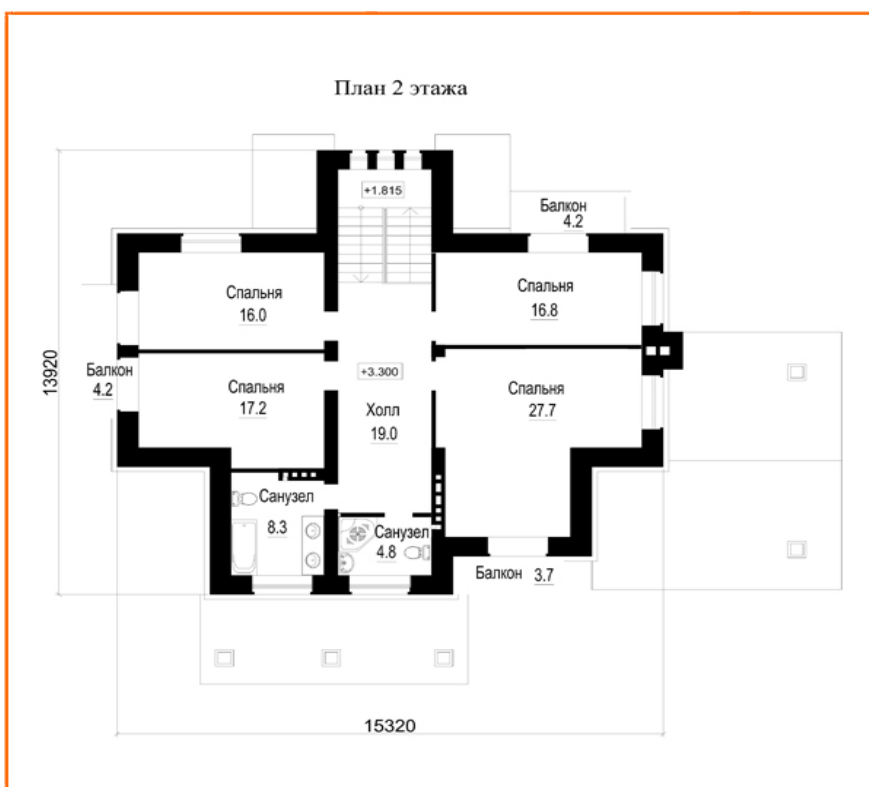 План 2 этажа
+1.815
Балкон
4.2
Спальня
16.0
Спальня
16.8
13920
Балкон
4.2
+3.300
Спальня
17.2
Спальня
27.7
Холл
19.0
Санузел
8.3
Санузел
4.8
Балкон 3.7
15320